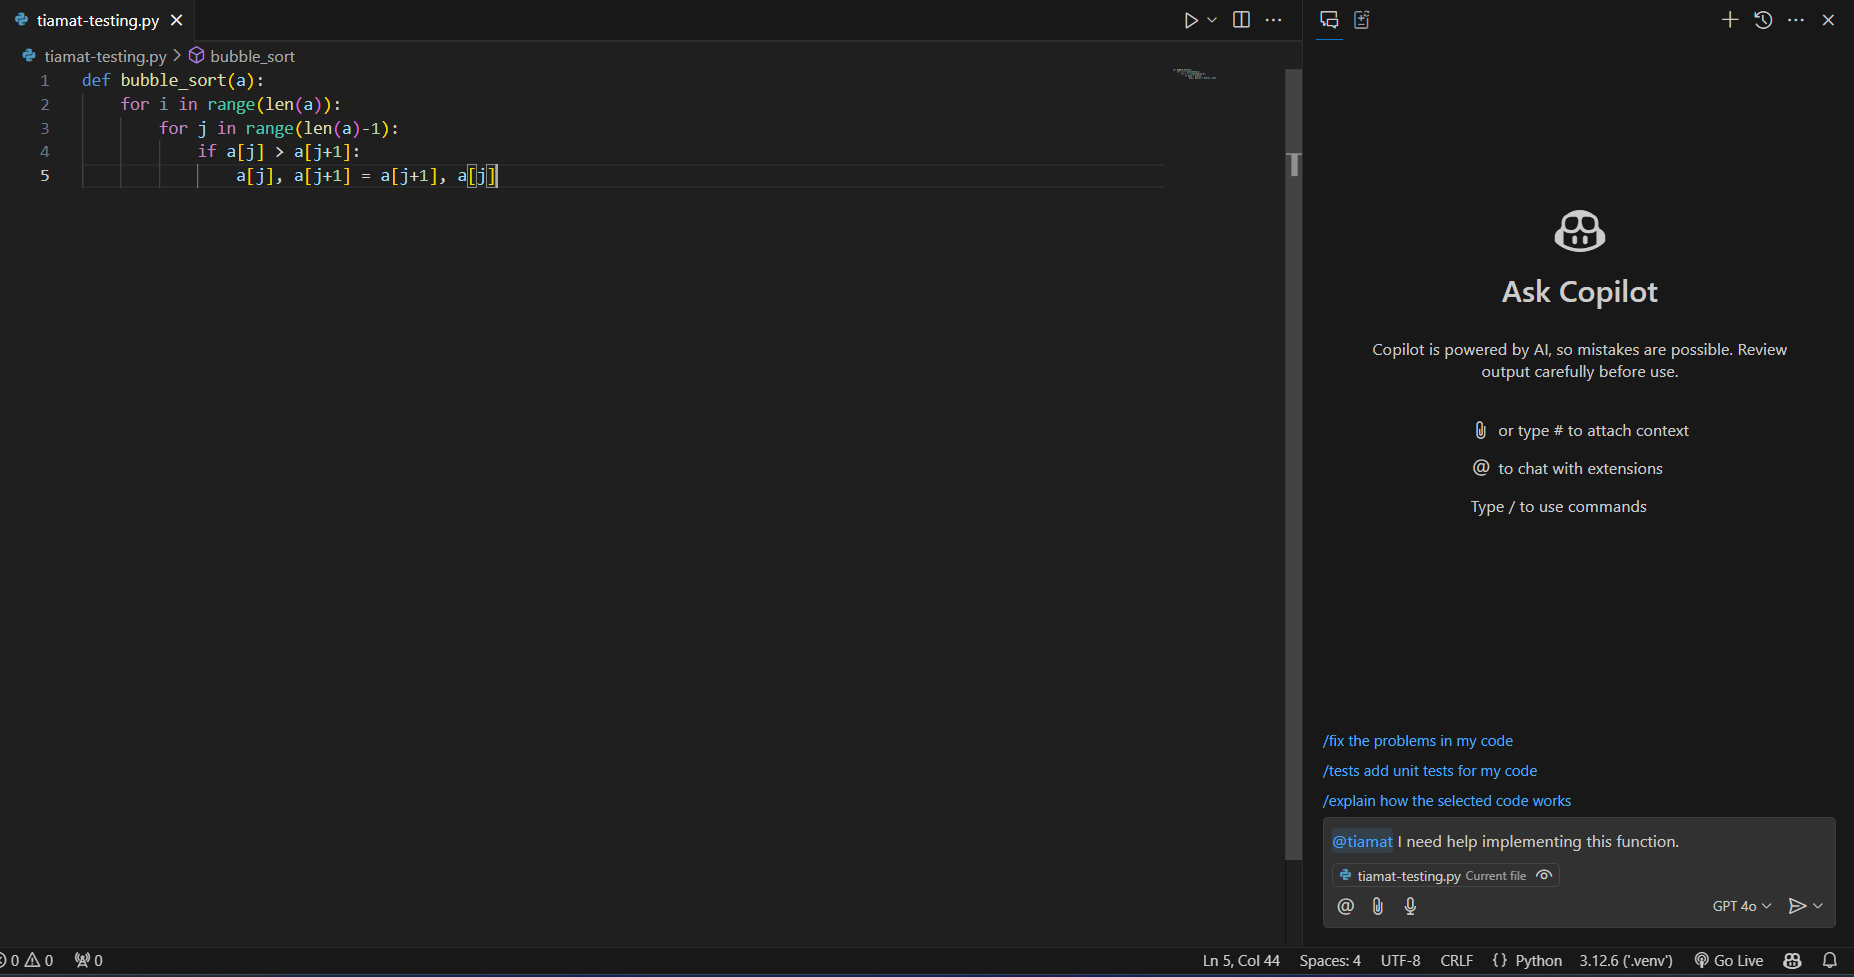 tiamat-testing.py
tiamat-testing.py > bubble_sort
1 def bubble_sort(a):
2 for i in range(len(a)):
3 for j in range(len(a)-1):
4 if a[j] > a[j+1]:
5 a[j], a[j+1] = a[j+1], a[j]
Ask Copilot
Copilot is powered by AI, so mistakes are possible. Review
output carefully before use.
or type # to attach context
@ to chat with extensions
Type / to use commands
/fix the problems in my code
/tests add unit tests for my code
/explain how the selected code works
@tiamat I need help implementing this function.
tiamat-testing.py Current file
@
GPT 4o
0 0 0
Ln 5, Col 44 Spaces: 4 UTF-8 CRLF {} Python 3.12.6 ('.venv') Go Live